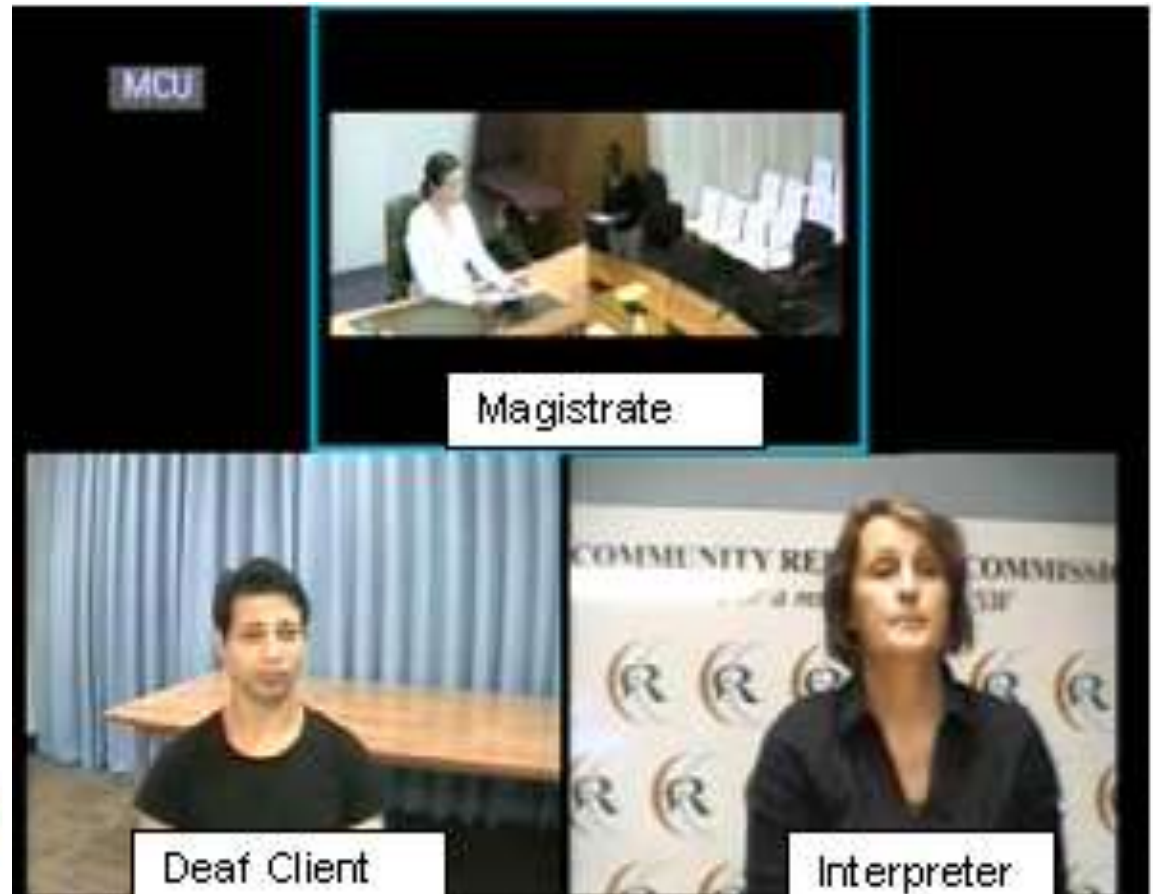 MCU
Magistrate
COMMUNITY RE COMMISSI
Deaf Client
Interpreter